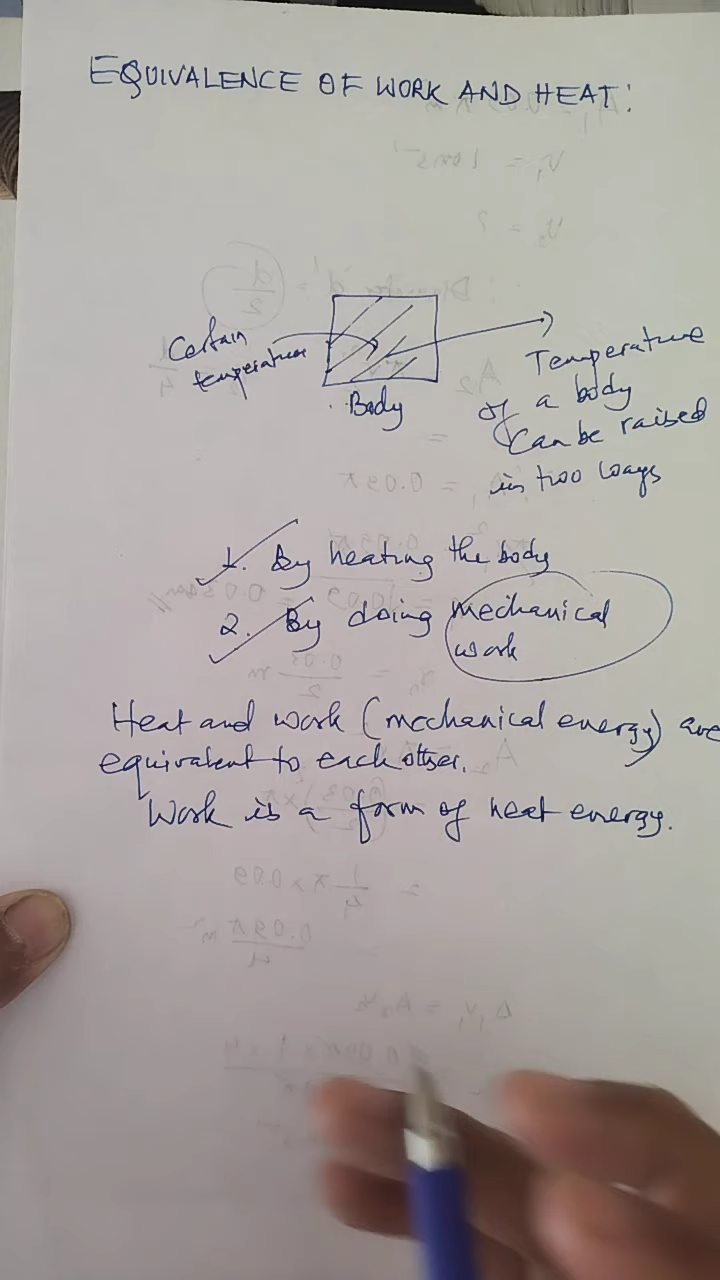 EQUIVALENCE OF WORK AND HEAT:
Certain
temperature
Body
Temperature
of a body
can be raised
in two ways
1. By heating the body
2. By doing mechanical
work
Heat and work (mechanical energy) are
equivalent to each other.
Work is a form of heat energy.